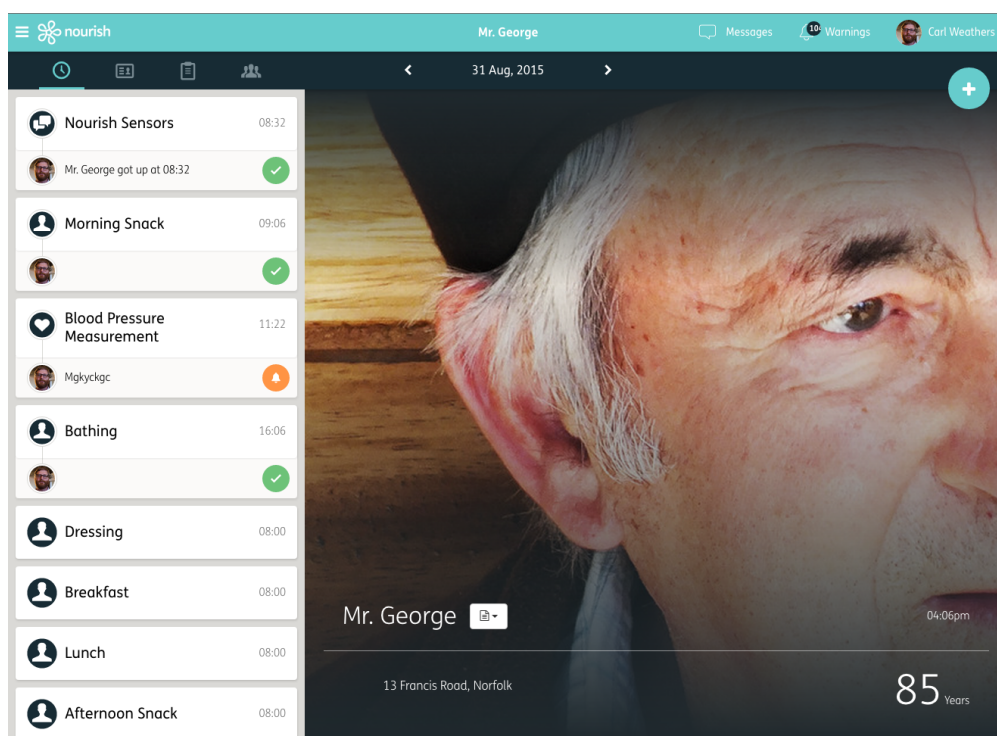 nourish
Mr. George
Messages
10
Warnings
Carl Weathers
31 Aug, 2015
Nourish Sensors
08:32
Mr. George got up at 08:32
Morning Snack
09:06
Blood Pressure
Measurement
11:22
Mgkyckgc
Bathing
16:06
Dressing
08:00
Breakfast
08:00
Lunch
08:00
Afternoon Snack
08:00
Mr. George
04:06pm
13 Francis Road, Norfolk
85 Years